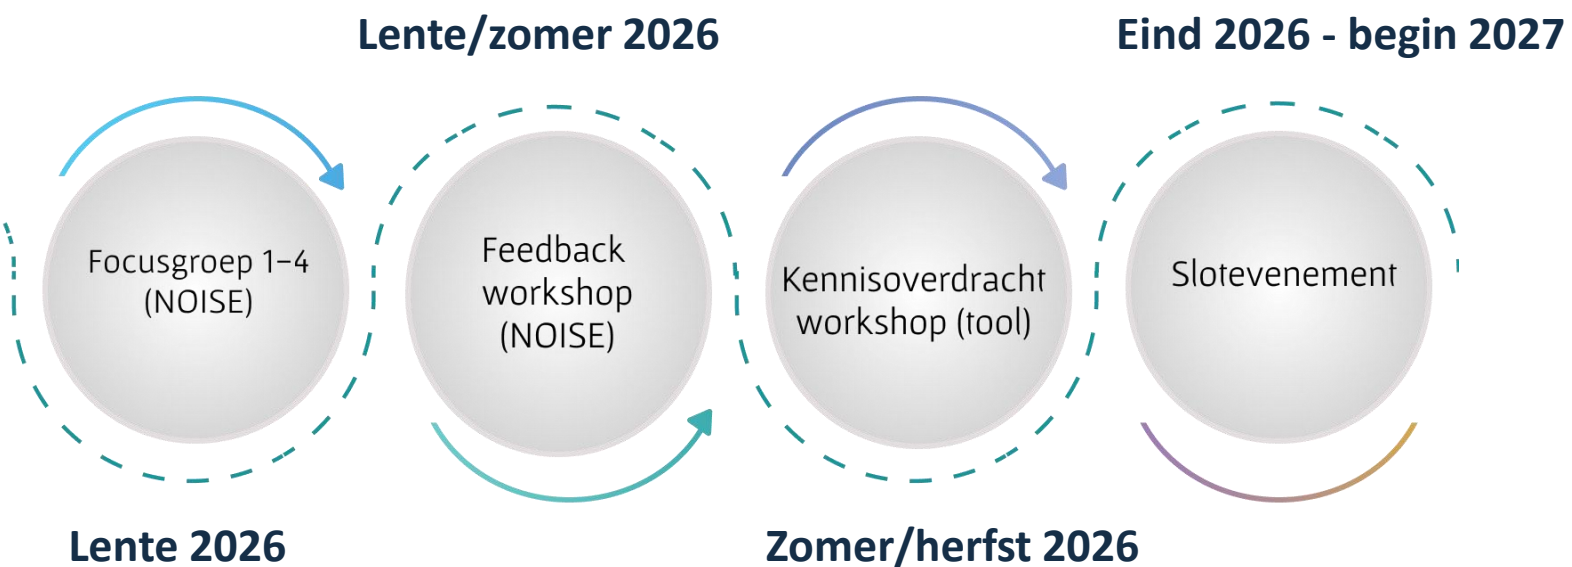 Lente/zomer 2026
Eind 2026 - begin 2027
Focusgroep 1–4
(NOISE)
Feedback
workshop
(NOISE)
Kennisoverdracht
workshop (tool)
Slotevenement
Lente 2026
Zomer/herfst 2026